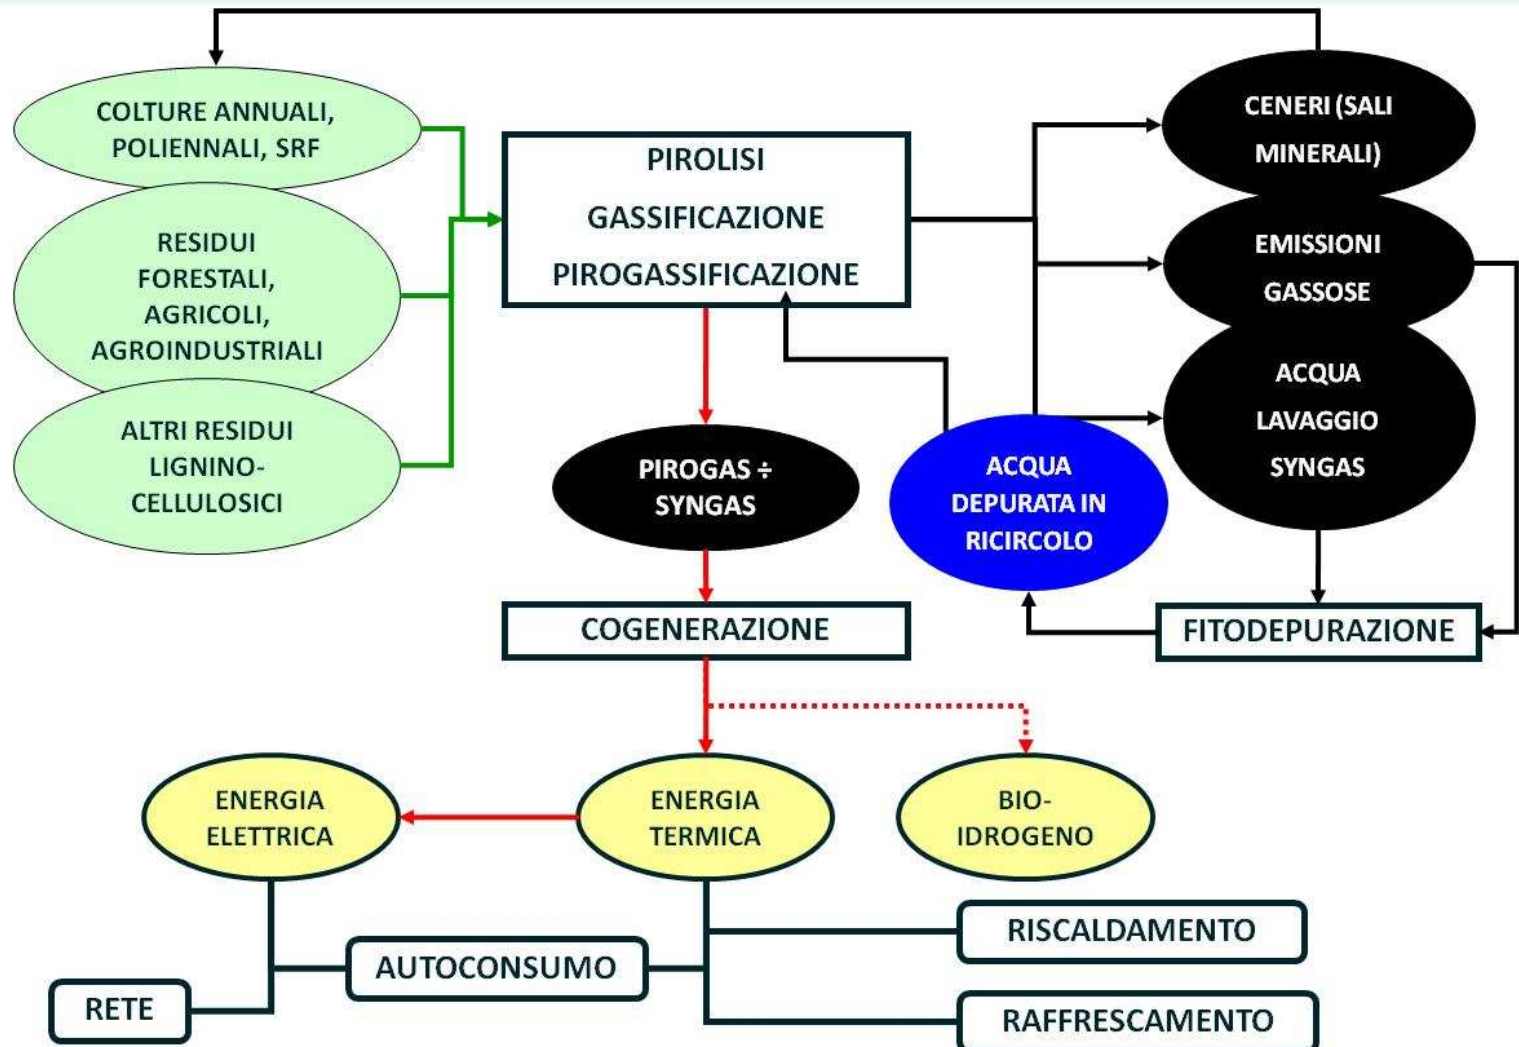 COLTURE ANNUALI,
POLIENNALI, SRF
RESIDUI
FORESTALI,
AGRICOLI,
AGROINDUSTRIALI
ALTRI RESIDUI
LIGNINO-
CELLULOSICI
PIROLISI
GASSIFICAZIONE
PIROGASSIFICAZIONE
CENERI (SALI
MINERALI)
EMISSIONI
GASSOSE
ACQUA
LAVAGGIO
SYNGAS
PIROGAS ÷
SYNGAS
ACQUA
DEPURATA IN
RICIRCOLO
COGENERAZIONE
FITODEPURAZIONE
ENERGIA
ELETTRICA
ENERGIA
TERMICA
BIO-
IDROGENO
RISCALDAMENTO
AUTOCONSUMO
RETE
RAFFRESCAMENTO